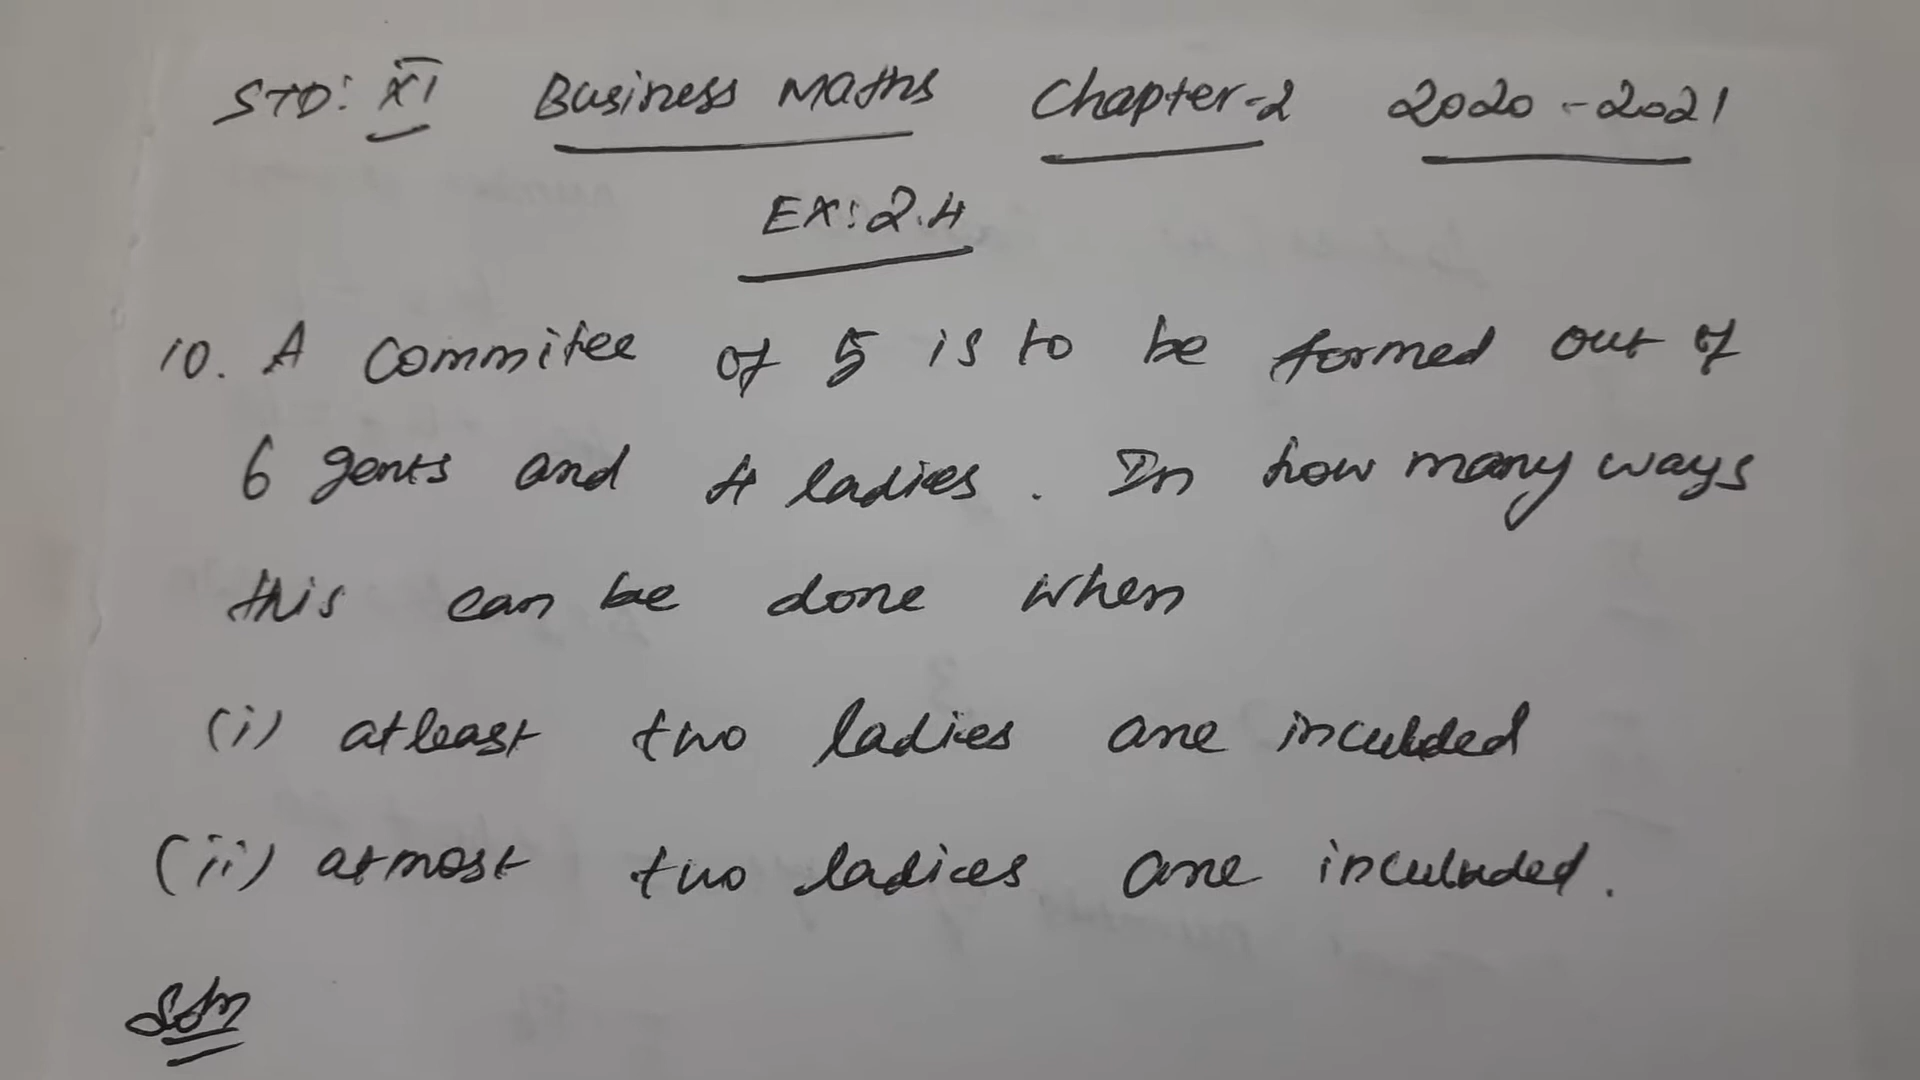 STD: XI Business Maths Chapter-2 2020-2021
EX: 2.4
10. A Commitee of 5 is to be formed out of
6 gents and 4 ladies. In how many ways
this can be done when
(i) atleast two ladies are inculded
(ii) atmost two ladies are inculuded.
Soln